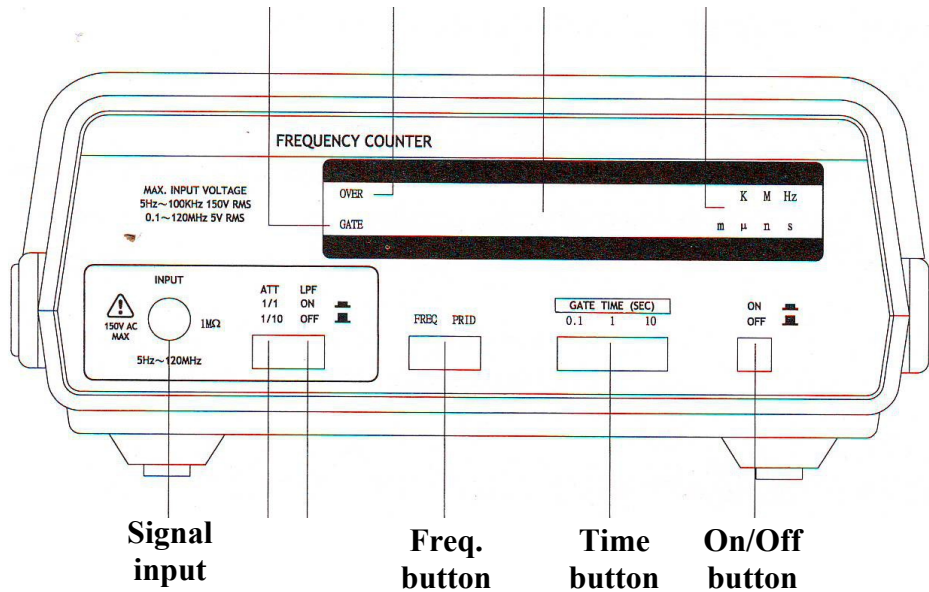 FREQUENCY COUNTER
MAX. INPUT VOLTAGE
5Hz～100KHz 150V RMS
0.1～120MHz 5V RMS
OVER
GATE
K M Hz
m μ n s
INPUT
150V AC
MAX
1MΩ
5Hz～120MHz
ATT LPF
1/1 ON
1/10 OFF
FREQ PRID
GATE TIME (SEC)
0.1 1 10
ON
OFF
Signal
input
Freq.
button
Time
button
On/Off
button